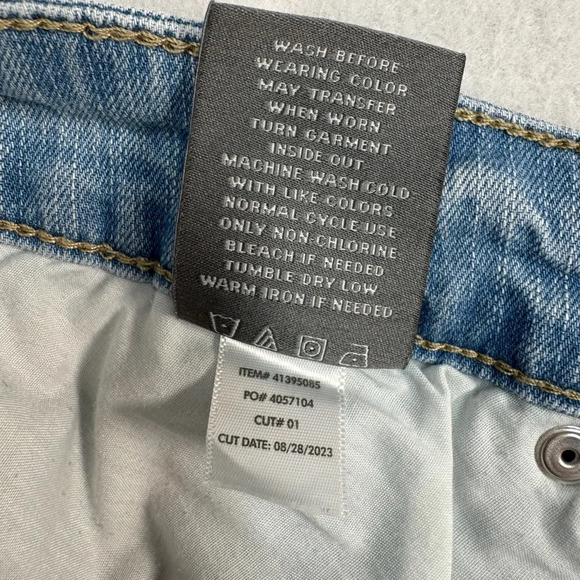 WASH BEFORE
WEARING COLOR
MAY TRANSFER
WHEN WORN
TURN GARMENT
INSIDE OUT
MACHINE WASH COLD
WITH LIKE COLORS
NORMAL CYCLE USE
ONLY NON-CHLORINE
BLEACH IF NEEDED
TUMBLE DRY LOW
WARM IRON IF NEEDED
ITEM# 41395085
PO# 4057104
CUT# 01
CUT DATE: 08/28/2023